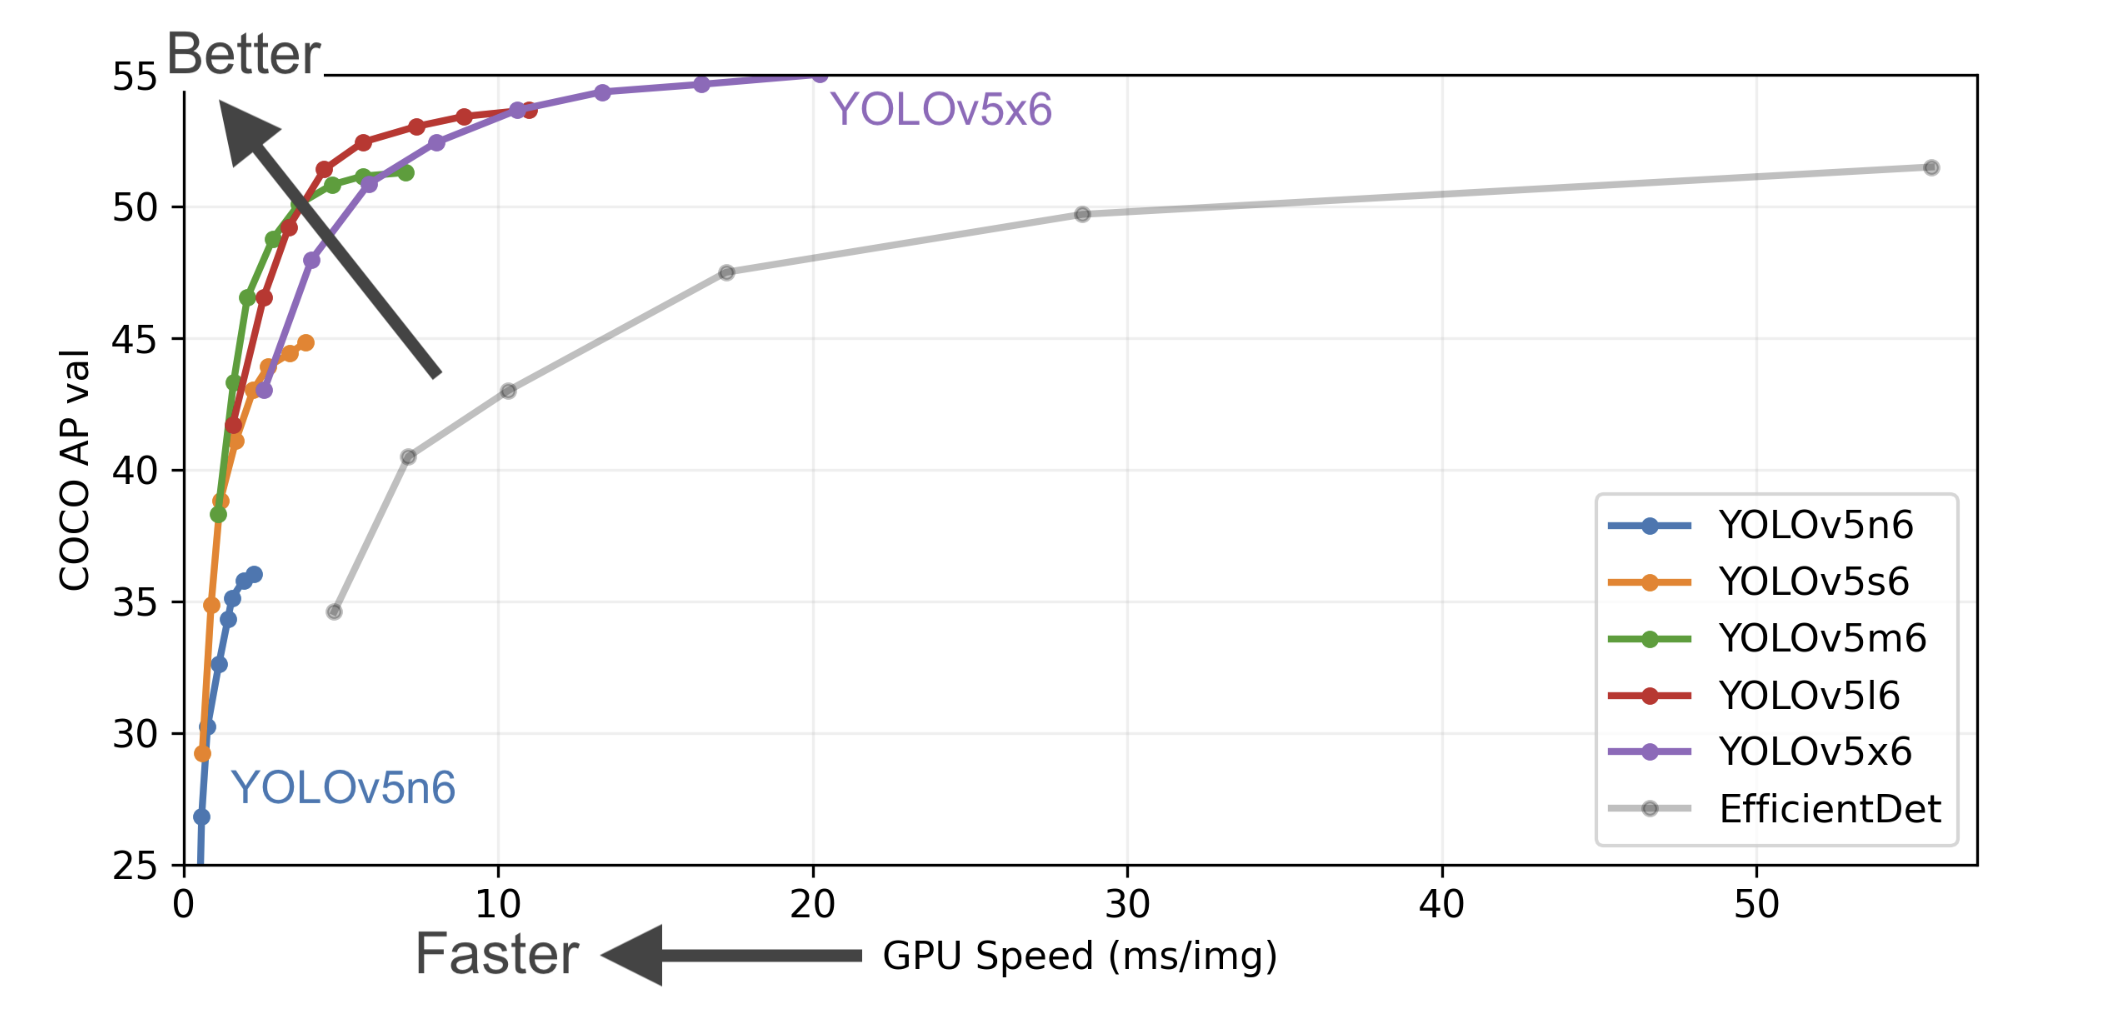 Better
55
50
45
40
35
30
25
COCO AP val
YOLOv5x6
YOLOv5n6
YOLOv5n6
YOLOv5s6
YOLOv5m6
YOLOv5l6
YOLOv5x6
EfficientDet
0 10 20 30 40 50
Faster GPU Speed (ms/img)